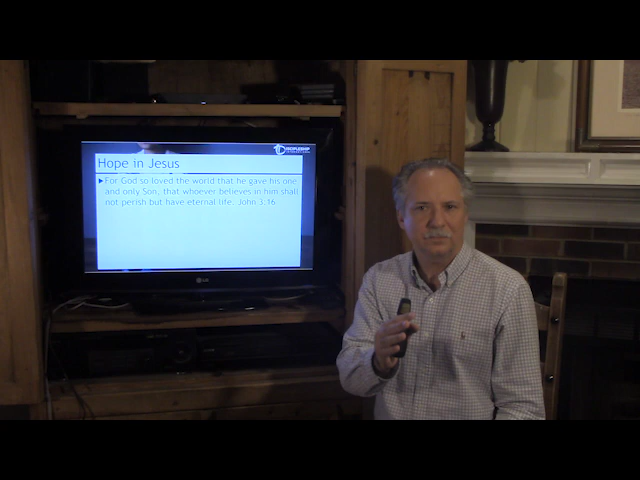 DISCIPLESHIP
Hope in Jesus
For God so loved the world that he gave his one
and only Son, that whoever believes in him shall
not perish but have eternal life. John 3:16
LG